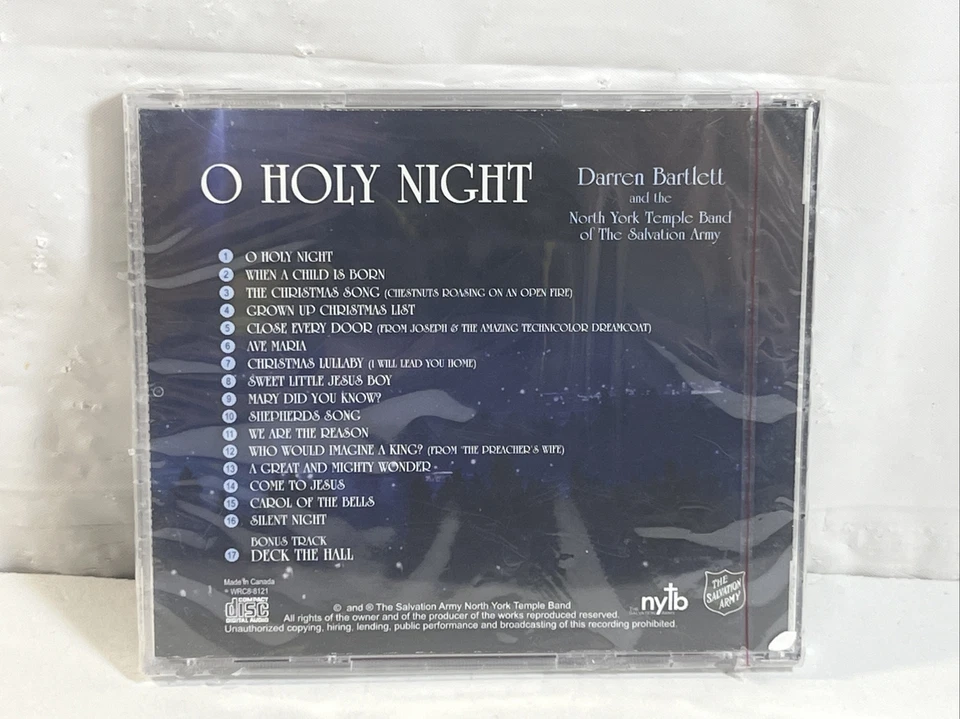 O HOLY NIGHT
Darren Bartlett
and the
North York Temple Band
of The Salvation Army
1 O HOLY NIGHT
2 WHEN A CHILD IS BORN
3 THE CHRISTMAS SONG (CHESTNUTS ROASING ON AN OPEN FIRE)
4 GROWN UP CHRISTMAS LIST
5 CLOSE EVERY DOOR (FROM JOSEPH & THE AMAZING TECHNICOLOR DREAMCOAT)
6 AVE MARIA
7 CHRISTMAS LULLABY (I WILL LEAD YOU HOME)
8 SWEET LITTLE JESUS BOY
9 MARY DID YOU KNOW?
10 SHEPHERDS SONG
11 WE ARE THE REASON
12 WHO WOULD IMAGINE A KING? (FROM 'THE PREACHER'S WIFE)
13 A GREAT AND MIGHTY WONDER
14 COME TO JESUS
15 CAROL OF THE BELLS
16 SILENT NIGHT
BONUS TRACK
17 DECK THE HALL
Made in Canada
WRC8-8121
COMPACT
disc
DIGITAL AUDIO
© and ® The Salvation Army North York Temple Band
All rights of the owner and of the producer of the works reproduced reserved.
Unauthorized copying, hiring, lending, public performance and broadcasting of this recording prohibited.
nytb
THE
SALVATION
ARMY